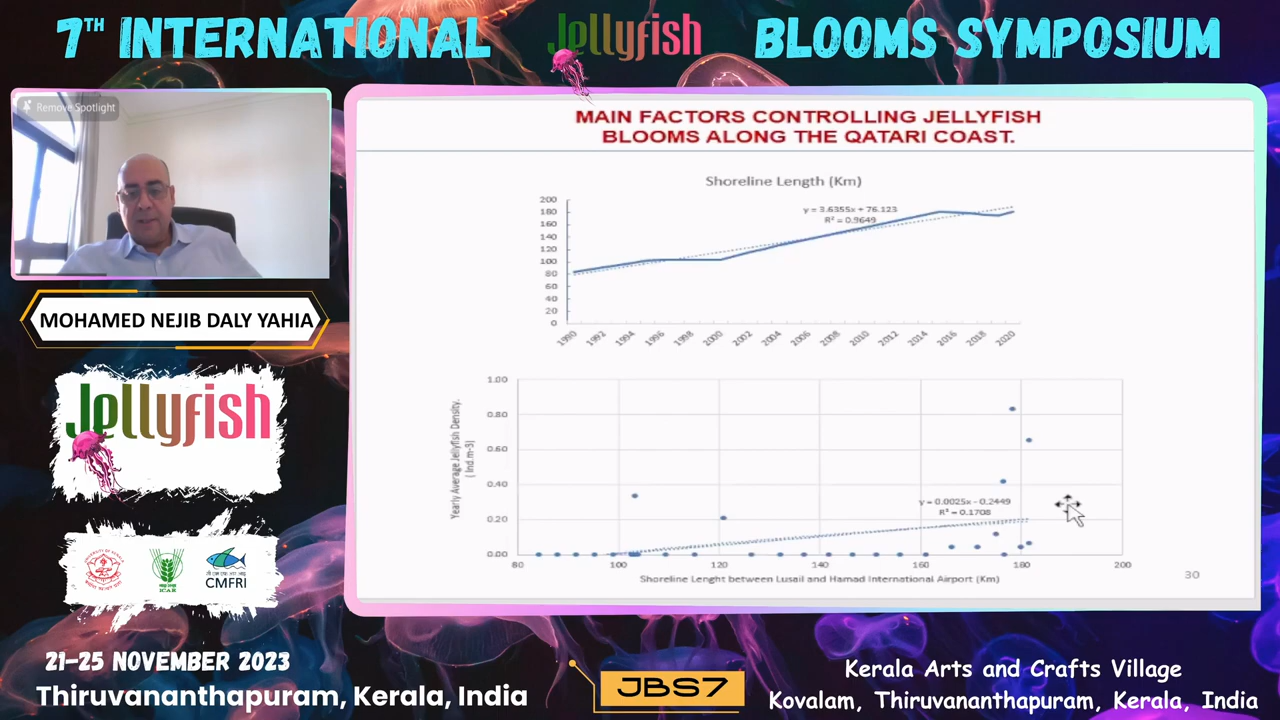 7TH INTERNATIONAL Jellyfish BLOOMS SYMPOSIUM
Remove Spotlight
MOHAMED NEJIB DALY YAHIA
Jellyfish
ICAR
CMFRI
21-25 NOVEMBER 2023
Thiruvananthapuram, Kerala, India
MAIN FACTORS CONTROLLING JELLYFISH
BLOOMS ALONG THE QATARI COAST.
Shoreline Length (Km)
y = 3.6355x + 76.123
R² = 0.9649
200
180
160
140
120
100
80
60
40
20
0
1990 1992 1994 1996 1998 2000 2002 2004 2006 2008 2010 2012 2014 2016 2018 2020
Yearly Average Jellyfish Density.
( Ind.m-3)
1.00
0.80
0.60
0.40
0.20
0.00
y = 0.0025x - 0.2449
R² = 0.1708
80 100 120 140 160 180 200
Shoreline Lenght between Lusail and Hamad International Airport (Km)
30
JBS7
Kerala Arts and Crafts Village
Kovalam, Thiruvananthapuram, Kerala, India